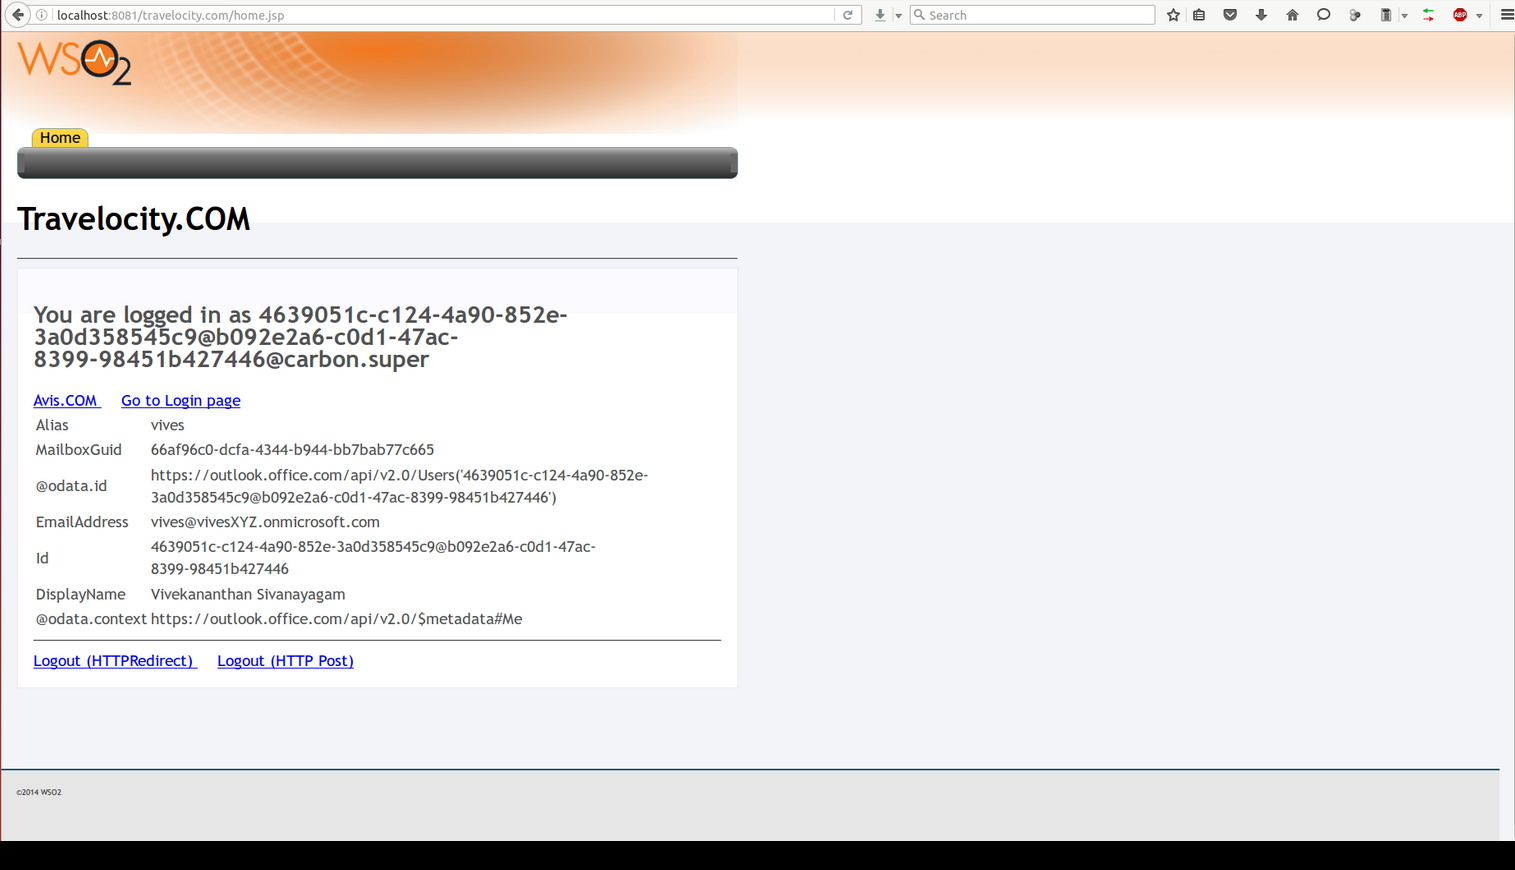 localhost:8081/travelocity.com/home.jsp
Search
ABP
WSO2
Home
Travelocity.COM
You are logged in as 4639051c-c124-4a90-852e-
3a0d358545c9@b092e2a6-c0d1-47ac-
8399-98451b427446@carbon.super
Avis.COM Go to Login page
Alias vives
MailboxGuid 66af96c0-dcfa-4344-b944-bb7bab77c665
@odata.id https://outlook.office.com/api/v2.0/Users('4639051c-c124-4a90-852e-
3a0d358545c9@b092e2a6-c0d1-47ac-8399-98451b427446')
EmailAddress vives@vivesXYZ.onmicrosoft.com
Id 4639051c-c124-4a90-852e-3a0d358545c9@b092e2a6-c0d1-47ac-
8399-98451b427446
DisplayName Vivekananthan Sivanayagam
@odata.context https://outlook.office.com/api/v2.0/$metadata#Me
Logout (HTTPRedirect) Logout (HTTP Post)
©2014 WSO2